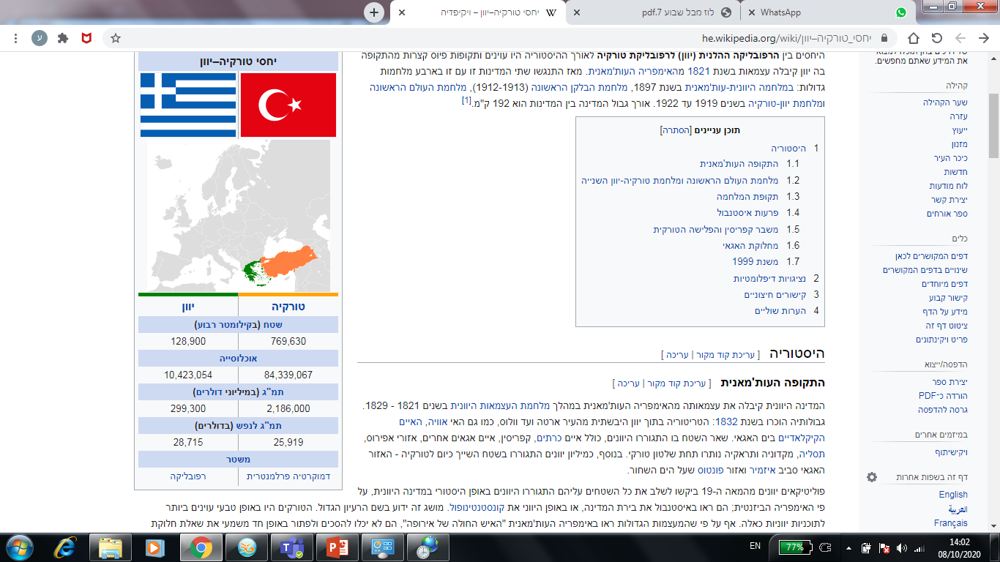 יחסי טורקיה–יוון – ויקיפדיה
לוז מבל שבוע 7.pdf
WhatsApp
he.wikipedia.org/wiki/יחסי_טורקיה–יוון
ע
את המידע שאתם מחפשים.
קהילה
שער הקהילה
עזרה
ייעוץ
מזנון
כיכר העיר
חדשות
לוח מודעות
יצירת קשר
ספר אורחים
כלים
דפים המקושרים לכאן
שינויים בדפים המקושרים
דפים מיוחדים
קישור קבוע
מידע על הדף
ציטוט דף זה
פריט ויקינתונים
הדפסה/ייצוא
יצירת ספר
הורדה כ-PDF
גרסה להדפסה
במיזמים אחרים
ויקישיתוף
דף זה בשפות אחרות
English
العربية
Français
היחסים בין הרפובליקה ההלנית (יוון) לרפובליקת טורקיה לאורך ההיסטוריה היו עוינים ותקופות פיוס קצרות מהתקופה
בה יוון קיבלה עצמאות בשנת 1821 מהאימפריה העות'מאנית. מאז התנגשו שתי המדינות זו עם זו בארבע מלחמות
גדולות: במלחמה היוונית-עות'מאנית בשנת 1897, מלחמת הבלקן הראשונה (1912-1913), מלחמת העולם הראשונה
ומלחמת יוון-טורקיה בשנים 1919 עד 1922. אורך גבול המדינה בין המדינות הוא 192 ק"מ.[1]
תוכן עניינים [הסתרה]
1 היסטוריה
1.1 התקופה העות'מאנית
1.2 מלחמת העולם הראשונה ומלחמת טורקיה-יוון השנייה
1.3 תקופת המלחמה
1.4 פרעות איסטנבול
1.5 משבר קפריסין והפלישה הטורקית
1.6 מחלוקת האגאי
1.7 משנת 1999
2 נציגויות דיפלומטיות
3 קישורים חיצוניים
4 הערות שוליים
היסטוריה [ עריכת קוד מקור | עריכה ]
התקופה העות'מאנית [ עריכת קוד מקור | עריכה ]
המדינה היוונית קיבלה את עצמאותה מהאימפריה העות'מאנית במהלך מלחמת העצמאות היוונית בשנים 1821 - 1829.
גבולותיה הוכרו בשנת 1832: הטריטוריה בתוך יוון היבשתית מהעיר ארטה ועד וולוס, כמו גם האי אוויה, האיים
הקיקלאדיים בים האגאי. שאר השטח בו התגוררו היוונים, כולל איים כרתים, קפריסין, איים אגאים אחרים, אזורי אפירוס,
תסליה, מקדוניה ותראקיה נותרו תחת שלטון טורקי. בנוסף, כמיליון יוונים התגוררו בשטח השייך כיום לטורקיה - האזור
האגאי סביב איזמיר ואזור פונטוס שעל הים השחור.
פוליטיקאים יוונים מהמאה ה-19 ביקשו לשלב את כל השטחים עליהם התגוררו היוונים באופן היסטורי במדינה היוונית, על
פי האימפריה הביזנטית; הם ראו באיסטנבול את בירת המדינה, או באופן היווני את קונסטנטינופול. מושג זה ידוע בשם הרעיון הגדול. הטורקים היו באופן טבעי עוינים ביותר
לתוכניות יווניות כאלה. אף על פי שהמעצמות הגדולות ראו באימפריה העות'מאנית "האיש החולה של אירופה", הם לא יכלו להסכים ולפתור באופן חד משמעי את שאלת חלוקת
יחסי טורקיה–יוון
טורקיה יוון
שטח (בקילומטר רבוע)
769,630 128,900
אוכלוסייה
84,339,067 10,423,054
תמ"ג (במיליוני דולרים)
2,186,000 299,300
תמ"ג לנפש (בדולרים)
25,919 28,715
משטר
דמוקרטיה פרלמנטרית רפובליקה
EN
77%
14:02
08/10/2020